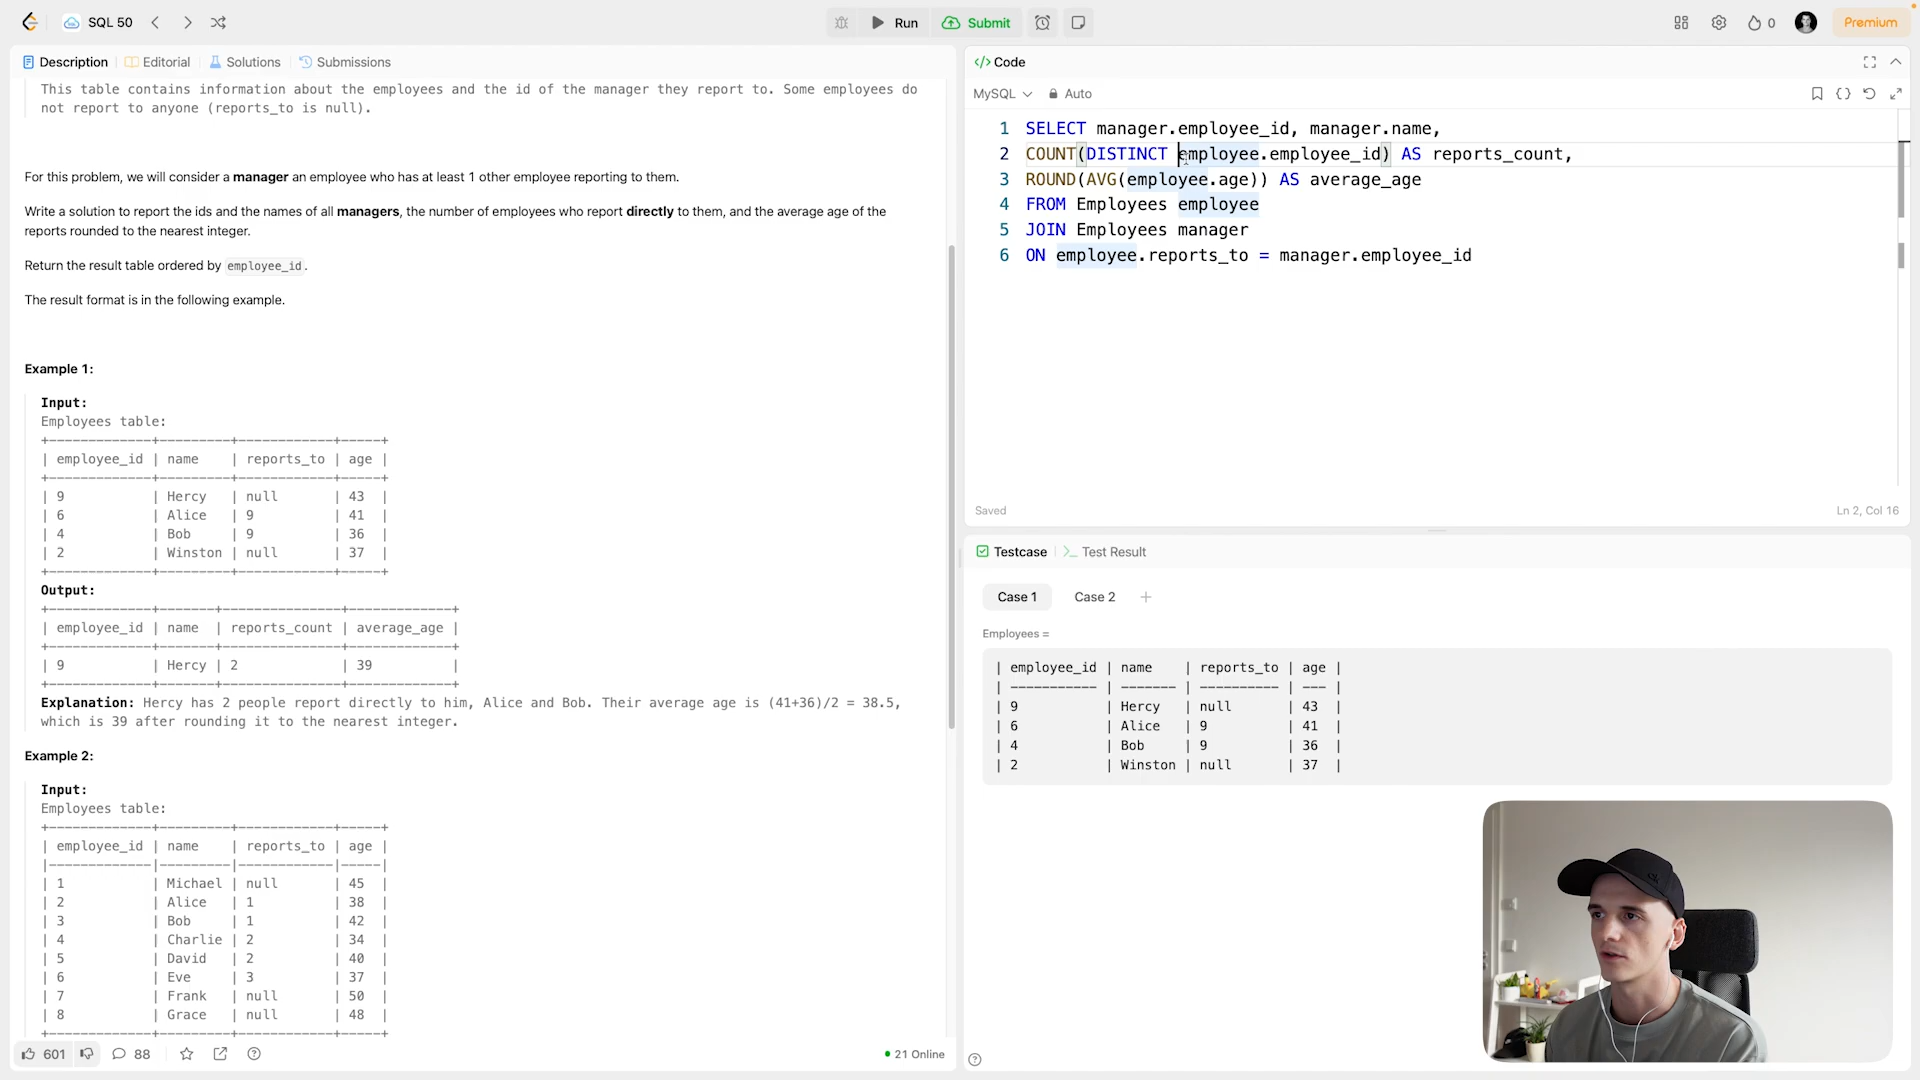 SQL 50
Run
Submit
0
Premium
Description
Editorial
Solutions
Submissions
This table contains information about the employees and the id of the manager they report to. Some employees do
not report to anyone (reports_to is null).
For this problem, we will consider a manager an employee who has at least 1 other employee reporting to them.
Write a solution to report the ids and the names of all managers, the number of employees who report directly to them, and the average age of the
reports rounded to the nearest integer.
Return the result table ordered by employee_id.
The result format is in the following example.
Example 1:
Input:
Employees table:
+-------------+---------+------------+-----+
| employee_id | name    | reports_to | age |
+-------------+---------+------------+-----+
| 9           | Hercy   | null       | 43  |
| 6           | Alice   | 9          | 41  |
| 4           | Bob     | 9          | 36  |
| 2           | Winston | null       | 37  |
+-------------+---------+------------+-----+
Output:
+-------------+-------+---------------+-------------+
| employee_id | name  | reports_count | average_age |
+-------------+-------+---------------+-------------+
| 9           | Hercy | 2             | 39          |
+-------------+-------+---------------+-------------+
Explanation: Hercy has 2 people report directly to him, Alice and Bob. Their average age is (41+36)/2 = 38.5,
which is 39 after rounding it to the nearest integer.
Example 2:
Input:
Employees table:
+-------------+---------+------------+-----+
| employee_id | name    | reports_to | age |
|-------------|---------|------------|-----|
| 1           | Michael | null       | 45  |
| 2           | Alice   | 1          | 38  |
| 3           | Bob     | 1          | 42  |
| 4           | Charlie | 2          | 34  |
| 5           | David   | 2          | 40  |
| 6           | Eve     | 3          | 37  |
| 7           | Frank   | null       | 50  |
| 8           | Grace   | null       | 48  |
+-------------+---------+------------+-----+
601
88
21 Online
</> Code
MySQL
Auto
1 SELECT manager.employee_id, manager.name,
2 COUNT(DISTINCT employee.employee_id) AS reports_count,
3 ROUND(AVG(employee.age)) AS average_age
4 FROM Employees employee
5 JOIN Employees manager
6 ON employee.reports_to = manager.employee_id
Saved
Ln 2, Col 16
Testcase
>_ Test Result
Case 1
Case 2
+
Employees =
| employee_id | name    | reports_to | age |
| ----------- | ------- | ---------- | --- |
| 9           | Hercy   | null       | 43  |
| 6           | Alice   | 9          | 41  |
| 4           | Bob     | 9          | 36  |
| 2           | Winston | null       | 37  |